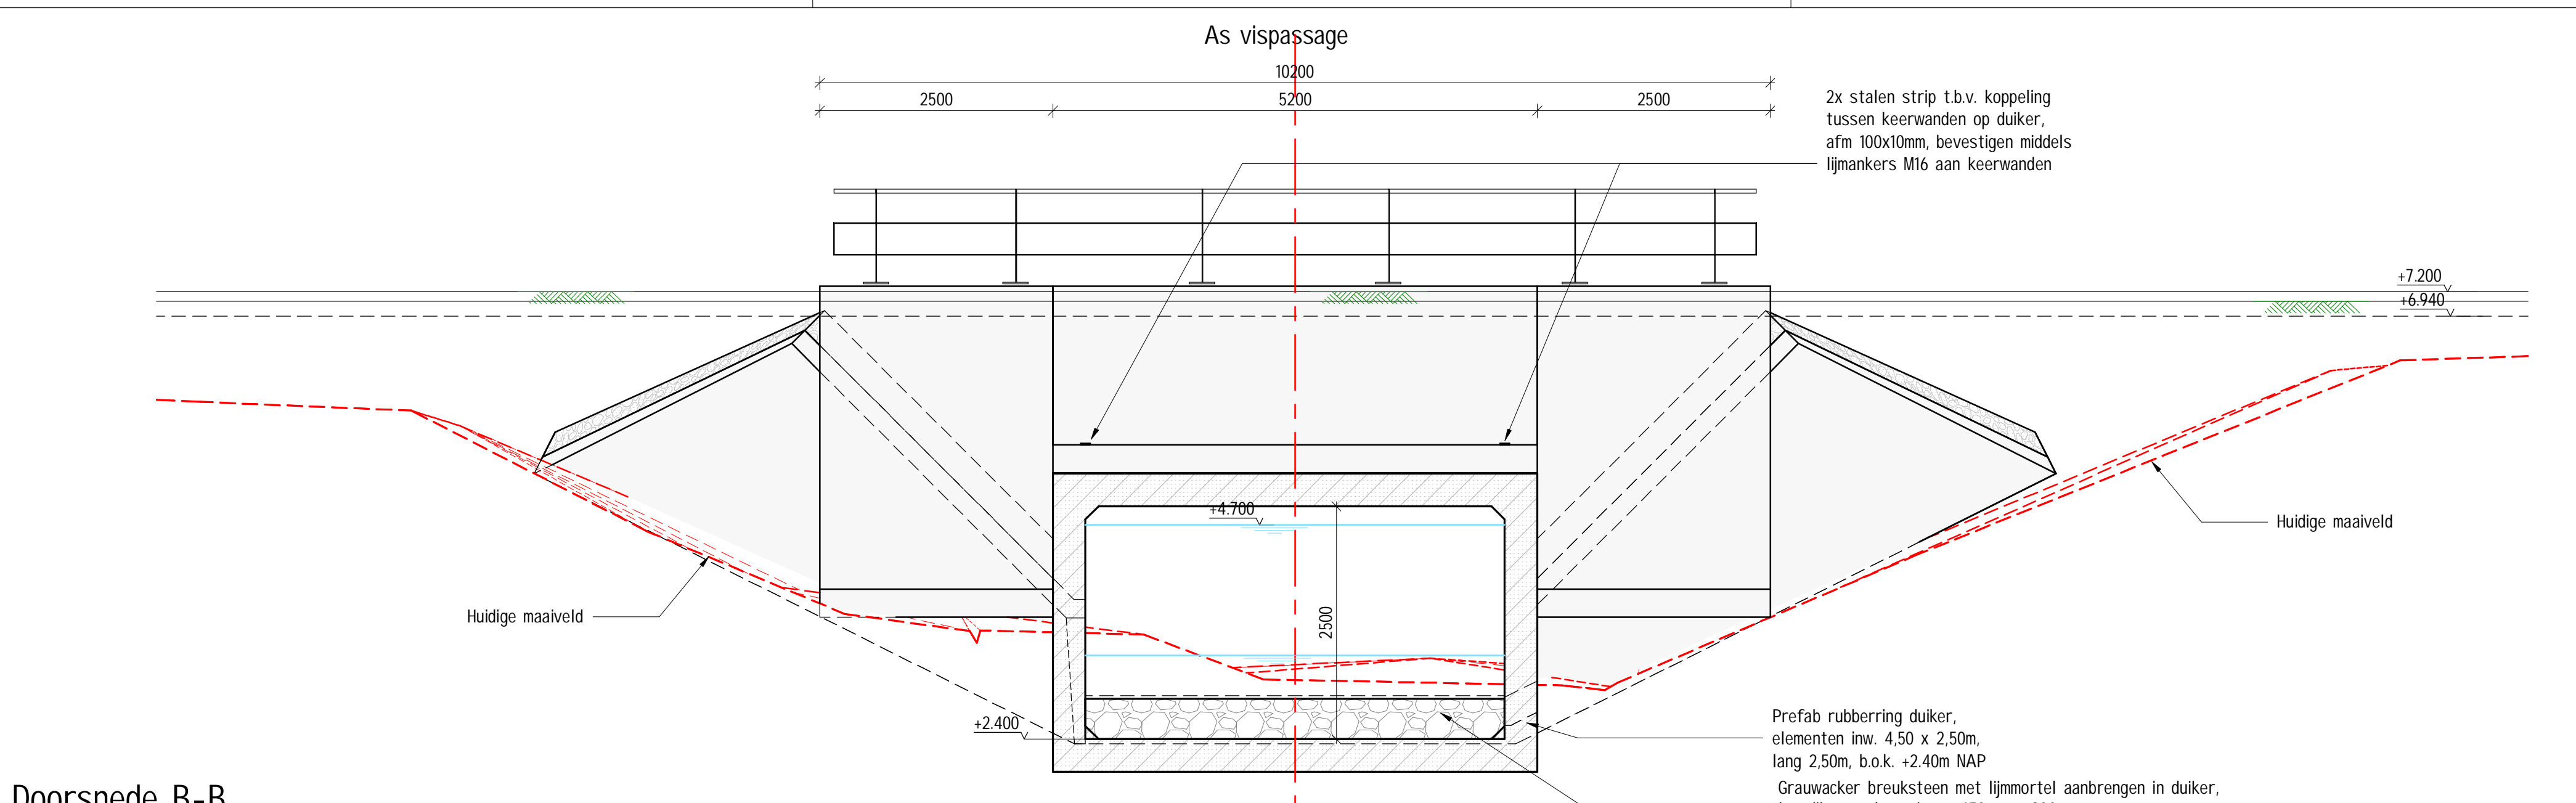 As vispassage
10200
2500
5200
2500
2x stalen strip t.b.v. koppeling
tussen keerwanden op duiker,
afm 100x10mm, bevestigen middels
lijmankers M16 aan keerwanden
+7.200
+6.940
+4.700
Huidige maaiveld
Huidige maaiveld
2500
+2.400
Prefab rubberring duiker,
elementen inw. 4,50 x 2,50m,
lang 2,50m, b.o.k. +2.40m NAP
Grauwacker breuksteen met lijmmortel aanbrengen in duiker,
Doorsnede B-B